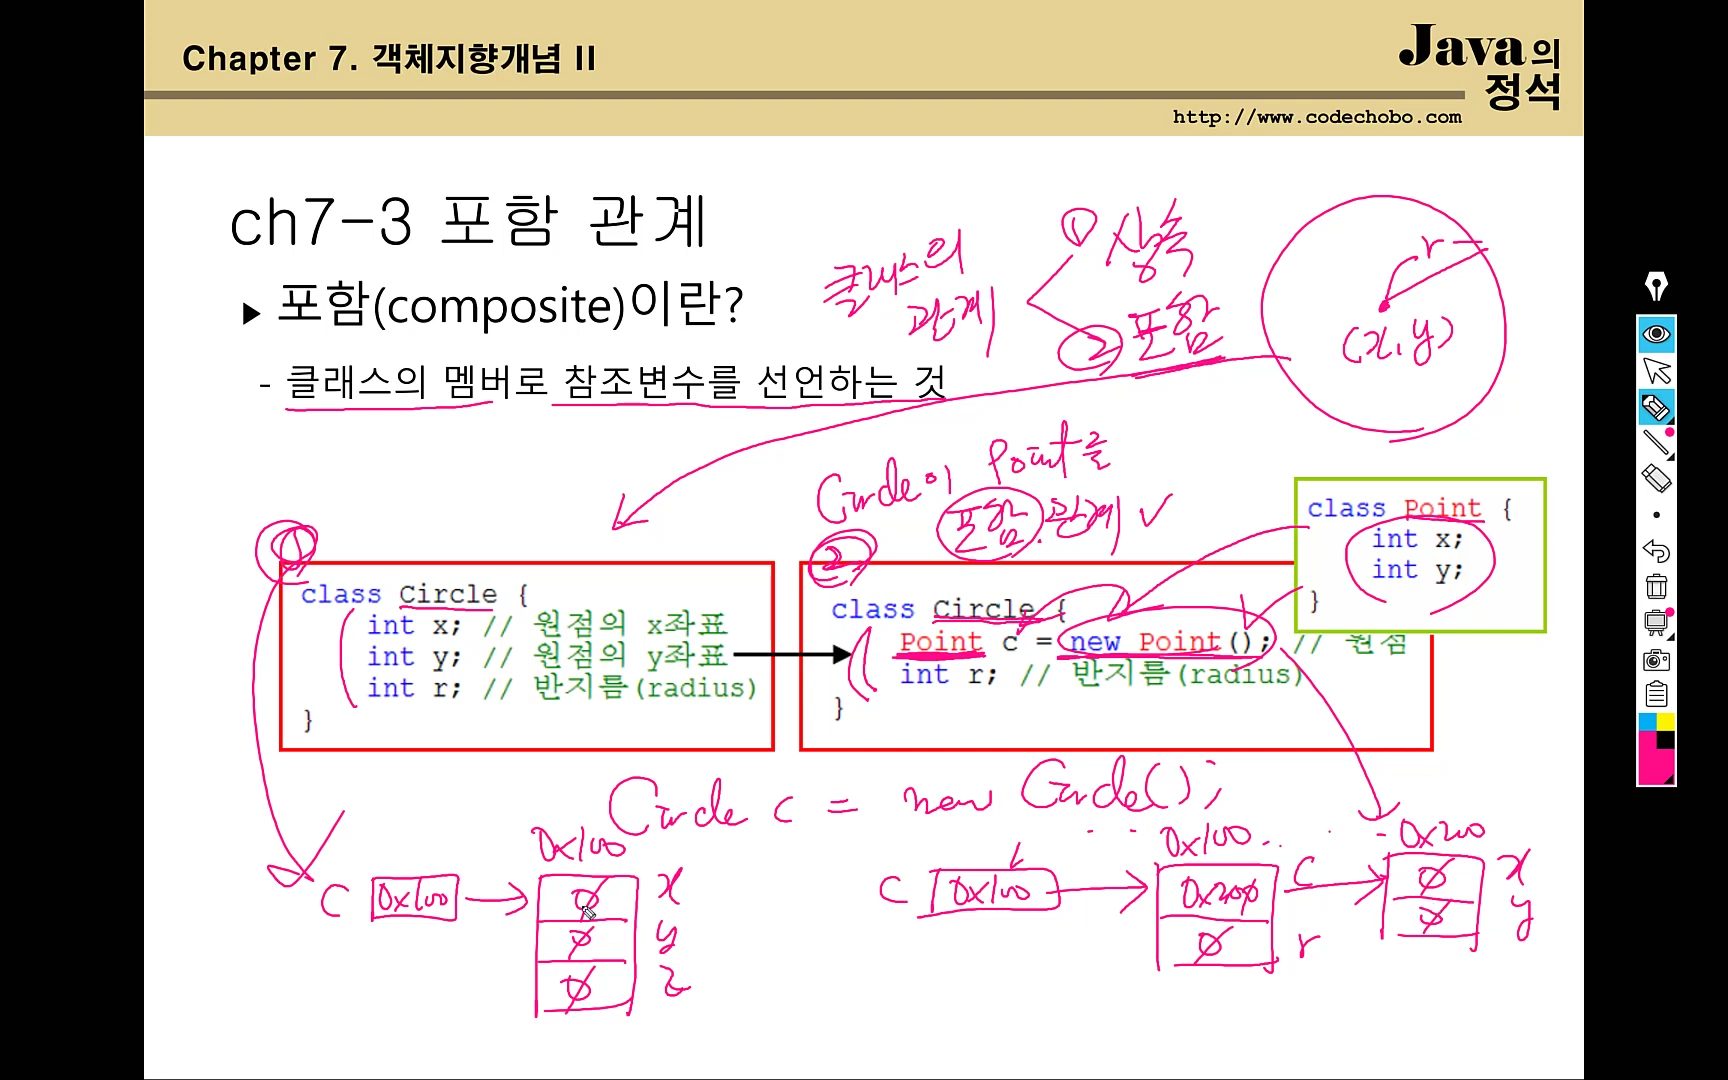 Chapter 7. 객체지향개념 II
Java의
정석
http://www.codechobo.com
ch7-3 포함 관계
▶ 포함(composite)이란?
- 클래스의 멤버로 참조변수를 선언하는 것
클래스의
관계
① 상속
② 포함
r
(x, y)
Circle이 Point를
포함 관계 ✓
①
class Circle {
int x; // 원점의 x좌표
int y; // 원점의 y좌표
int r; // 반지름(radius)
}
②
class Circle {
Point c = new Point(); // 원점
int r; // 반지름(radius)
}
class Point {
int x;
int y;
}
Circle c = new Circle();
0x100
C 0x100
0 x
0 y
0 z
0x100
0x200
C 0x100
0x200 C
0 r
0 x
0 y